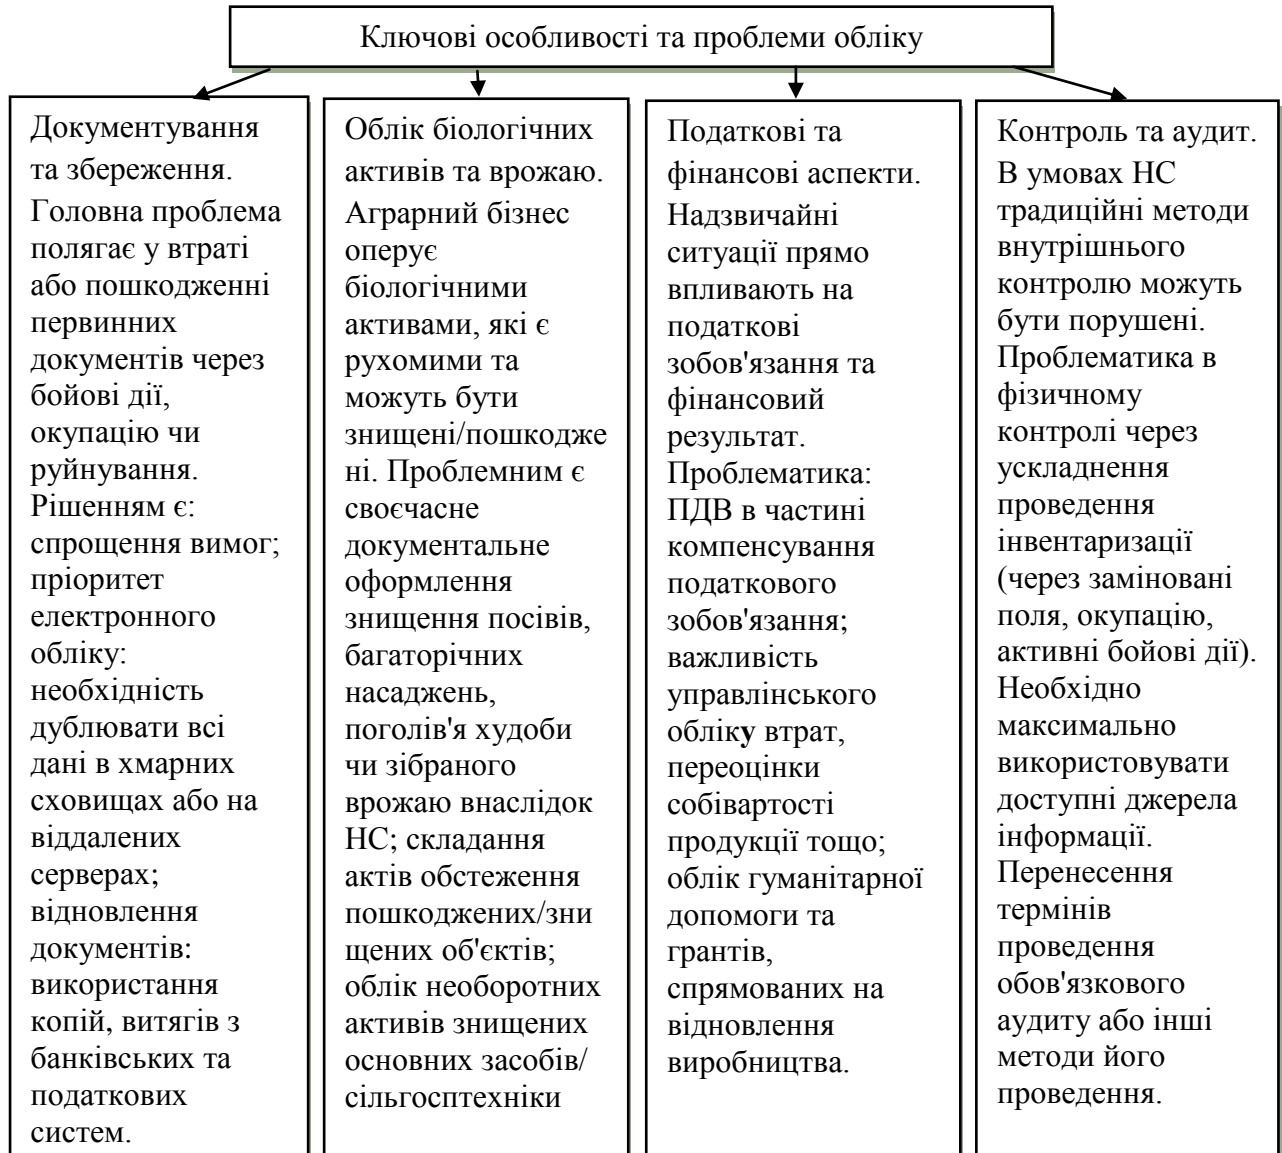 Ключові особливості та проблеми обліку
Документування
та збереження.
Головна проблема
полягає у втраті
або пошкодженні
первинних
документів через
бойові дії,
окупацію чи
руйнування.
Рішенням є:
спрощення вимог;
пріоритет
електронного
обліку:
необхідність
дублювати всі
дані в хмарних
сховищах або на
віддалених
серверах;
відновлення
документів:
використання
копій, витягів з
банківських та
податкових
систем.
Облік біологічних
активів та врожаю.
Аграрний бізнес
оперує
біологічними
активами, які є
рухомими та
можуть бути
знищені/пошкодже
ні. Проблемним є
своєчасне
документальне
оформлення
знищення посівів,
багаторічних
насаджень,
поголів'я худоби
чи зібраного
врожаю внаслідок
НС; складання
актів обстеження
пошкоджених/зни
щених об'єктів;
облік необоротних
активів знищених
основних засобів/
сільгосптехніки
Податкові та
фінансові аспекти.
Надзвичайні
ситуації прямо
впливають на
податкові
зобов'язання та
фінансовий
результат.
Проблематика:
ПДВ в частині
компенсування
податкового
зобов'язання;
важливість
управлінського
обліку втрат,
переоцінки
собівартості
продукції тощо;
облік гуманітарної
допомоги та
грантів,
спрямованих на
відновлення
виробництва.
Контроль та аудит.
В умовах НС
традиційні методи
внутрішнього
контролю можуть
бути порушені.
Проблематика в
фізичному
контролі через
ускладнення
проведення
інвентаризації
(через заміновані
поля, окупацію,
активні бойові дії).
Необхідно
максимально
використовувати
доступні джерела
інформації.
Перенесення
термінів
проведення
обов'язкового
аудиту або інші
методи його
проведення.